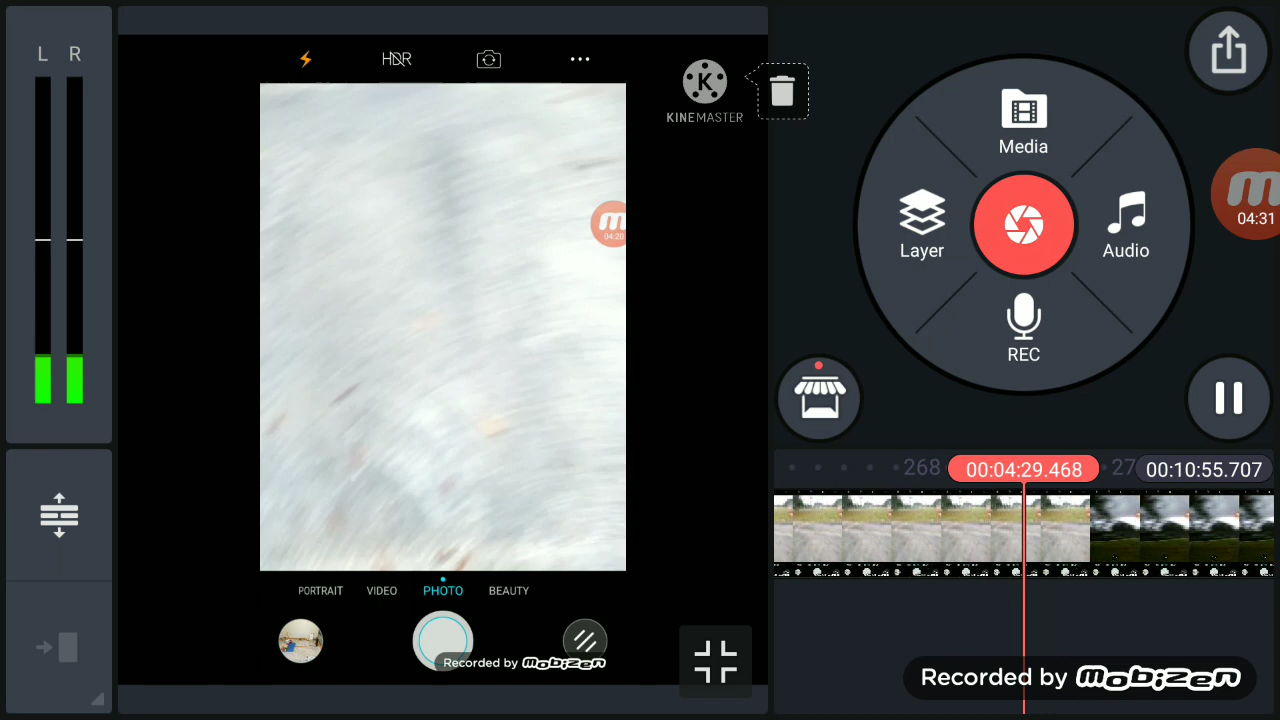 L R
HDR
KINEMASTER
04:20
PORTRAIT VIDEO PHOTO BEAUTY
Recorded by mobizen
Media
Layer
Audio
REC
04:31
268
00:04:29.468
27
00:10:55.707
Recorded by mobizen